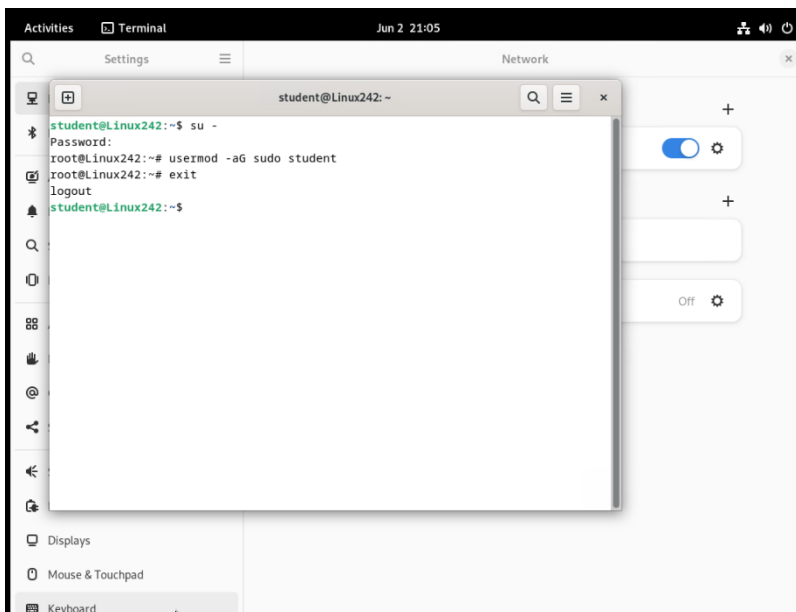 Activities Terminal Jun 2 21:05
Settings Network
student@Linux242: ~
student@Linux242:~$ su -
Password:
root@Linux242:~# usermod -aG sudo student
root@Linux242:~# exit
logout
student@Linux242:~$
Off
Displays
Mouse & Touchpad
Keyboard